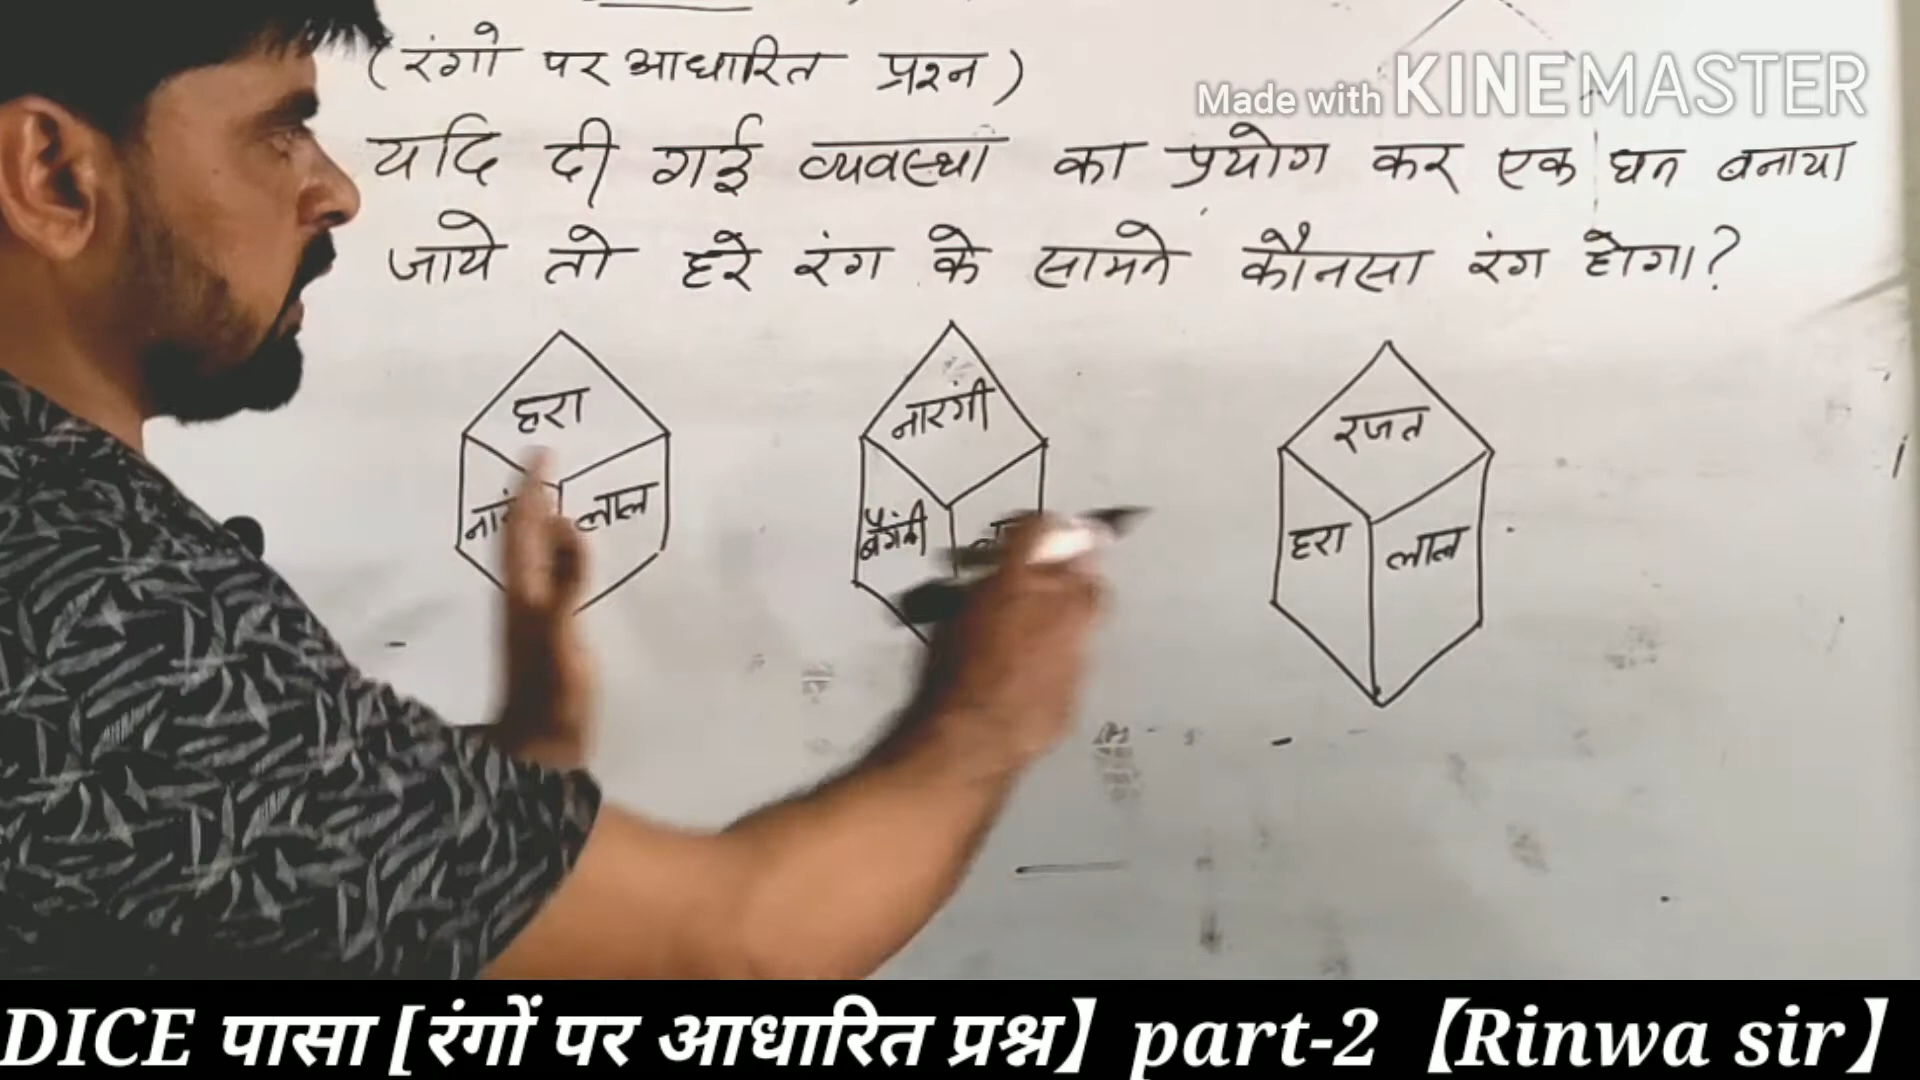 (रंगो पर आधारित प्रश्न)
Made with KINEMASTER
यदि दी गई व्यवस्था का प्रयोग कर एक घन बनाया
जाये तो हरे रंग के सामने कौनसा रंग होगा?
हरा
लाल
नारंगी
बैगंनी
रजत
हरा
लाल
DICE पासा [रंगों पर आधारित प्रश्न】 part-2 【Rinwa sir】